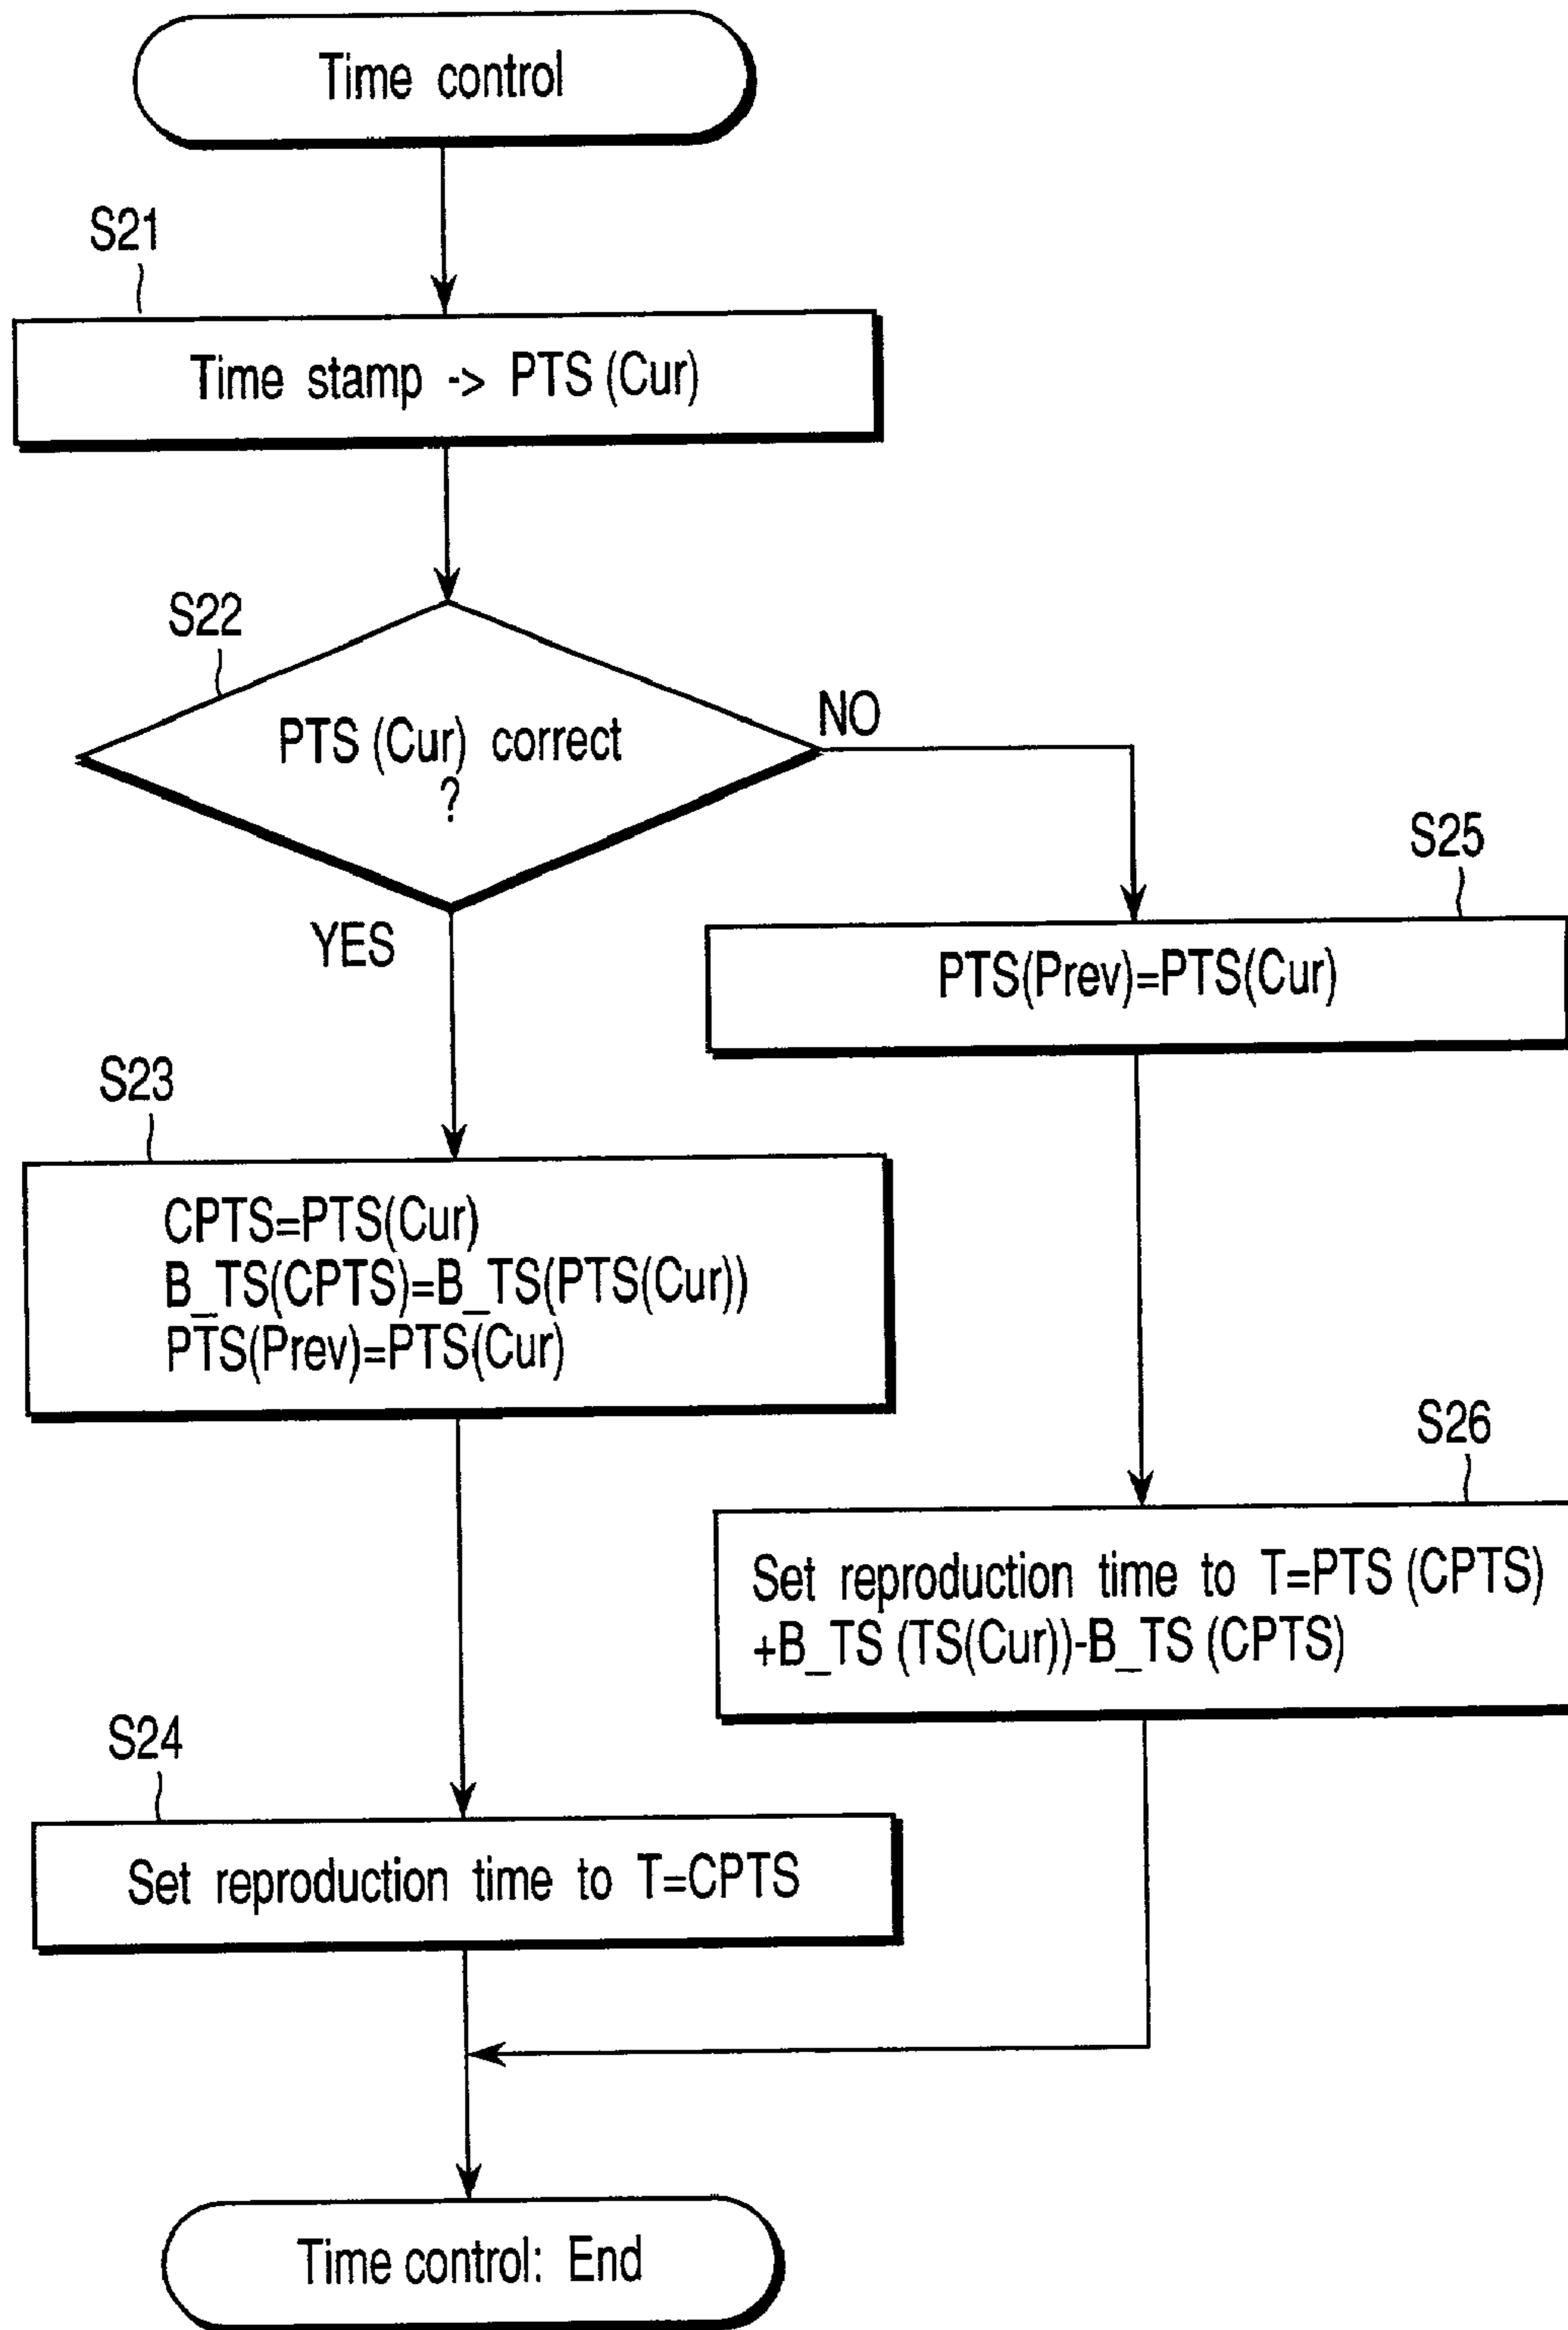 Time control
S21
Time stamp -> PTS (Cur)
S22
PTS (Cur) correct
?
NO
YES
S25
PTS(Prev)=PTS(Cur)
S23
CPTS=PTS(Cur)
B_TS(CPTS)=B_TS(PTS(Cur))
PTS(Prev)=PTS(Cur)
S26
Set reproduction time to T=PTS (CPTS)
+B_TS (TS(Cur))-B_TS (CPTS)
S24
Set reproduction time to T=CPTS
Time control: End